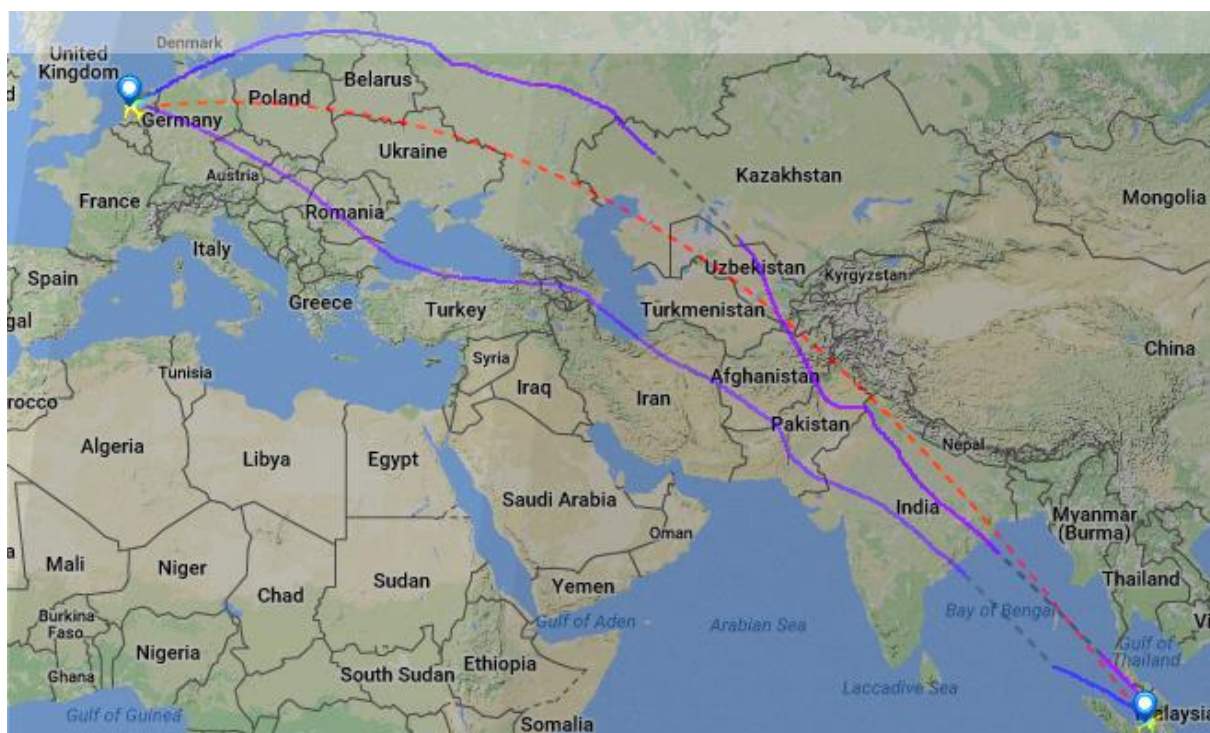 Denmark
United
Kingdom
d
Belarus
Poland
Germany
Ukraine
Kazakhstan
Austria
France
Mongolia
Romania
Italy
Uzbekistan
Kyrgyzstan
Spain
Greece
Turkey
Turkmenistan
gal
China
Syria
Tunisia
Iraq
Afghanistan
Iran
rocco
Pakistan
Nepal
Algeria
Libya
Egypt
Saudi Arabia
India
Myanmar
(Burma)
Oman
a
Mali
Niger
Sudan
Yemen
Thailand
Chad
Burkina
Faso
Gulf of Aden
Arabian Sea
Bay of Bengal
Vi
Nigeria
Gulf of
Thailand
Ghana
South Sudan
Ethiopia
Laccadive Sea
Gulf of Guinea
Somalia
Malaysia